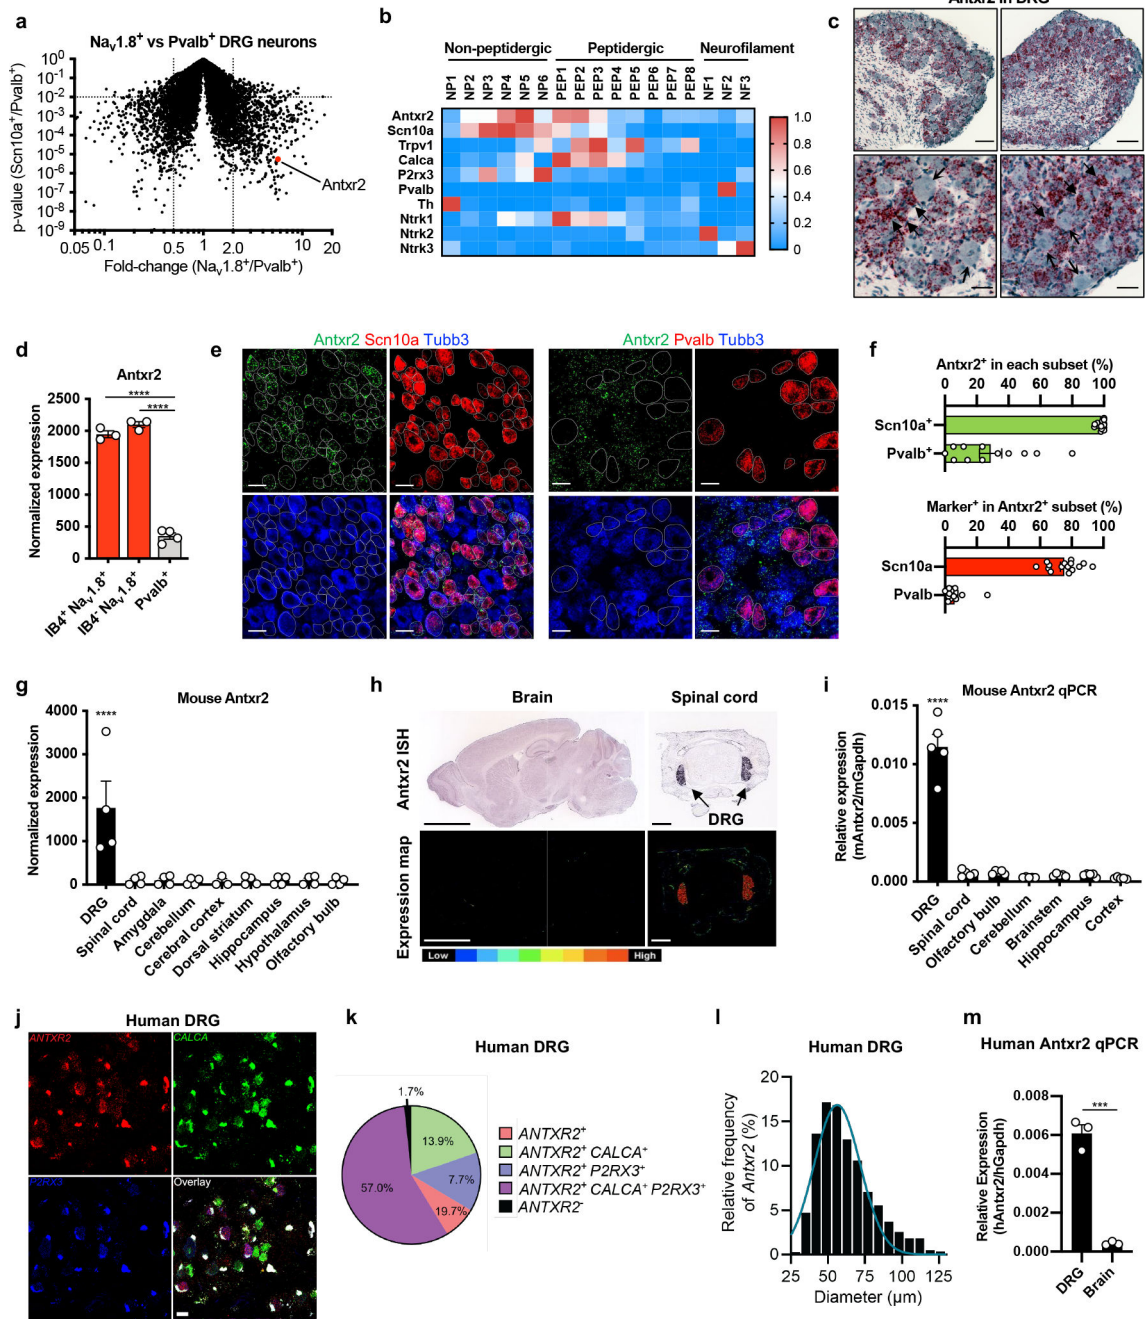 a
Nav1.8+ vs Pvalb+ DRG neurons
p-value (Scn10a+/Pvalb+)
10^0
10^-1
10^-2
10^-3
10^-4
10^-5
10^-6
10^-7
10^-8
10^-9
Antxr2
0.05 0.1 0.5 1 2.0 10 20
Fold-change (Nav1.8+/Pvalb+)
b
Non-peptidergic Peptidergic Neurofilament
NP1 NP2 NP3 NP4 NP5 NP6 PEP1 PEP2 PEP3 PEP4 PEP5 PEP6 PEP7 PEP8 NF1 NF2 NF3
Antxr2
Scn10a
Trpv1
Calca
P2rx3
Pvalb
Th
Ntrk1
Ntrk2
Ntrk3
1.0
0.8
0.6
0.4
0.2
0
c
Antxr2 in DRG
d
Antxr2
****
****
Normalized expression
2500
2000
1500
1000
500
0
IB4+ Nav1.8+
IB4+ Nav1.8+
Pvalb+
e
Antxr2 Scn10a Tubb3
Antxr2 Pvalb Tubb3
f
Antxr2+ in each subset (%)
0 20 40 60 80 100
Scn10a+
Pvalb+
Marker+ in Antxr2+ subset (%)
0 20 40 60 80 100
Scn10a
Pvalb
g
Mouse Antxr2
Normalized expression
4000
3000
2000
1000
0
****
DRG
Spinal cord
Amygdala
Cerebellum
Cerebral cortex
Dorsal striatum
Hippocampus
Hypothalamus
Olfactory bulb
h
Brain Spinal cord
Antxr2 ISH
DRG
Expression map
Low High
i
Mouse Antxr2 qPCR
Relative expression
(mAntxr2/mGapdh)
0.015
0.010
0.005
0.000
****
DRG
Spinal cord
Olfactory bulb
Cerebellum
Brainstem
Hippocampus
Cortex
j
Human DRG
ANTXR2
CALCA
P2RX3
Overlay
k
Human DRG
1.7%
13.9%
7.7%
19.7%
57.0%
ANTXR2+
ANTXR2+ CALCA+
ANTXR2+ P2RX3+
ANTXR2+ CALCA+ P2RX3+
ANTXR2-
l
Human DRG
Relative frequency
of Antxr2 (%)
20
15
10
5
0
25 50 75 100 125
Diameter (µm)
m
Human Antxr2 qPCR
Relative Expression
(hAntxr2/hGapdh)
0.008
0.006
0.004
0.002
0.000
***
DRG
Brain